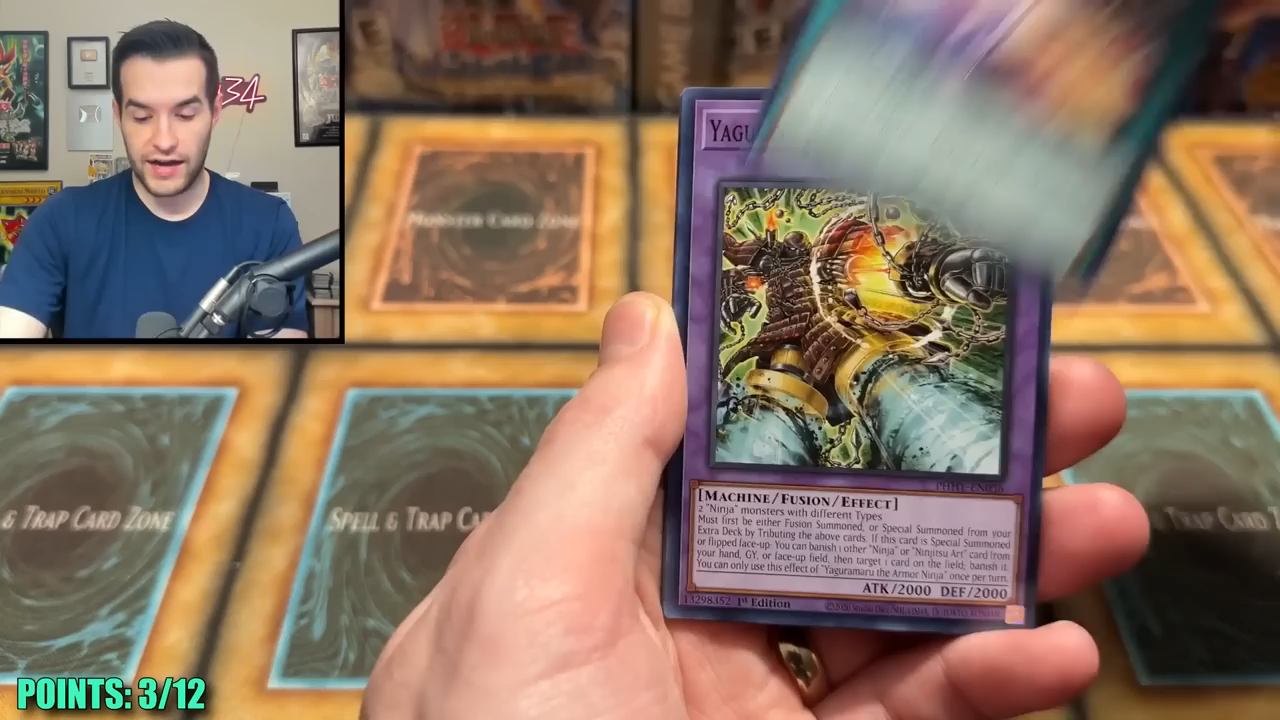 34
YAGU
MONSTER CARD ZONE
[MACHINE/FUSION/EFFECT]
2 "Ninja" monsters with different Types
Must first be either Fusion Summoned, or Special Summoned from your
Extra Deck by Tributing the above cards. If this card is Special Summoned
or flipped face-up: You can banish 1 other "Ninja" or "Ninjitsu Art" card from
your hand, GY, or face-up field, then target 1 card on the field; banish it.
You can only use this effect of "Yaguramaru the Armor Ninja" once per turn.
ATK/2000 DEF/2000
13298352 1st Edition
& TRAP CARD ZONE
SPELL & TRAP CAR
TRAP CARD
POINTS: 3/12